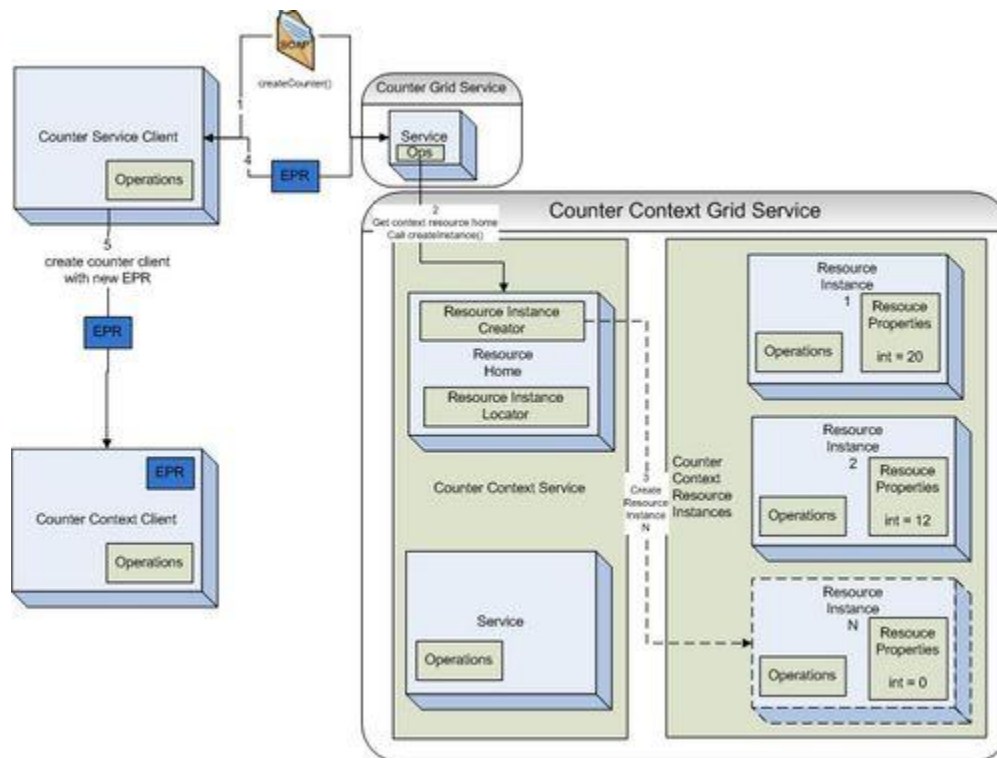 SOAP
createCounter()
1
4
EPR
Counter Service Client
Operations
Counter Grid Service
Service
Ops
2
Get context resource home
Call createInstance()
5
create counter client
with new EPR
EPR
EPR
Counter Context Client
Operations
Counter Context Grid Service
Resource Instance
Creator
Resource
Home
Resource Instance
Locator
Counter Context Service
Service
Operations
3
Create
Resource
Instance
N
Counter
Context
Resource
Instances
Resource
Instance
1
Resouce
Properties
int = 20
Operations
Resource
Instance
2
Resouce
Properties
int = 12
Operations
Resource
Instance
N
Resouce
Properties
int = 0
Operations